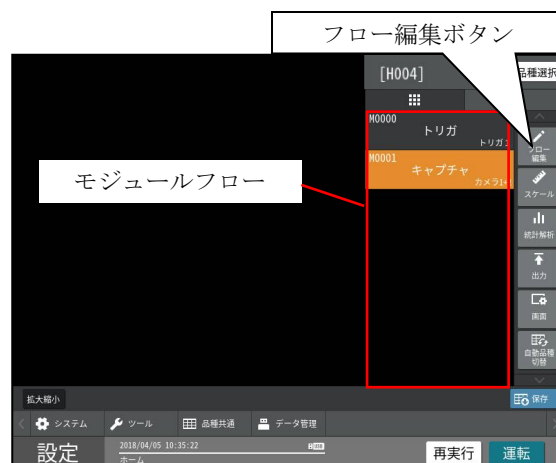 フロー編集ボタン
[H004]
品種選択
M0000
トリガ
トリガ1
フロー
編集
モジュールフロー
M0001
キャプチャ
カメラ1
スケール
統計解析
出力
画面
自動品種
切替
拡大縮小
保存
システム
ツール
品種共通
データ管理
設定
2018/04/05 10:35:22
ホーム
再実行
運転